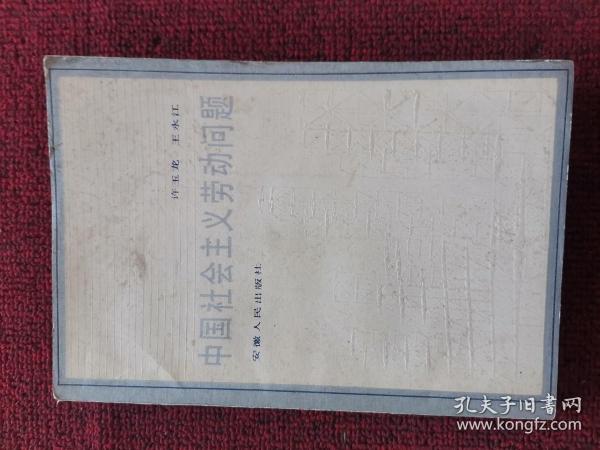 许玉龙 王永江
中国社会主义劳动问题
安徽人民出版社
孔夫子旧书网
www.kongfz.com